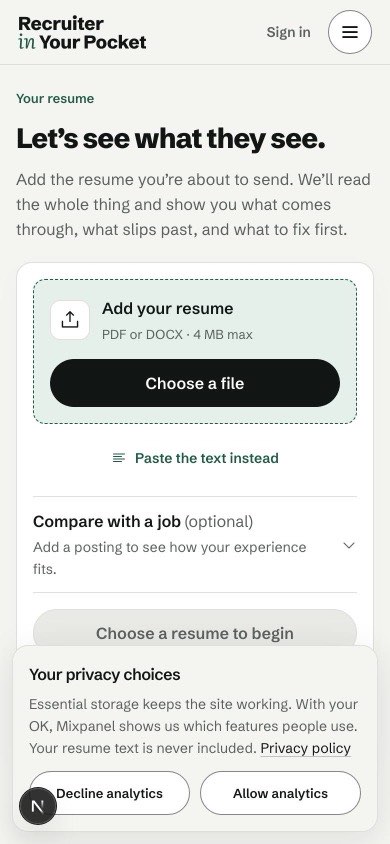 Recruiter
in Your Pocket
Sign in
Your resume
Let’s see what they see.
Add the resume you’re about to send. We’ll read
the whole thing and show you what comes
through, what slips past, and what to fix first.
Add your resume
PDF or DOCX · 4 MB max
Choose a file
Paste the text instead
Compare with a job (optional)
Add a posting to see how your experience
fits.
Choose a resume to begin
Your privacy choices
Essential storage keeps the site working. With your
OK, Mixpanel shows us which features people use.
Your resume text is never included. Privacy policy
Decline analytics
Allow analytics
N